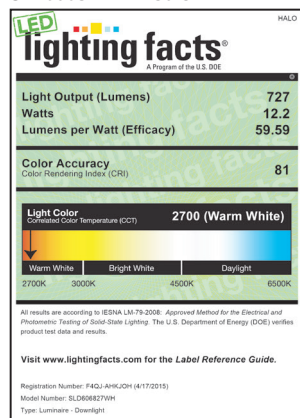 HALO
LED
lighting facts®
A Program of the U.S. DOE
Light Output (Lumens) 727
Watts 12.2
Lumens per Watt (Efficacy) 59.59
Color Accuracy 81
Color Rendering Index (CRI)
Light Color 2700 (Warm White)
Correlated Color Temperature (CCT)
Warm White Bright White Daylight
2700K 3000K 4500K 6500K
All results are according to IESNA LM-79-2008: Approved Method for the Electrical and
Photometric Testing of Solid-State Lighting. The U.S. Department of Energy (DOE) verifies
product test data and results.
Visit www.lightingfacts.com for the Label Reference Guide.
Registration Number: F4QJ-AHKJOH (4/17/2015)
Model Number: SLD606827WH
Type: Luminaire - Downlight